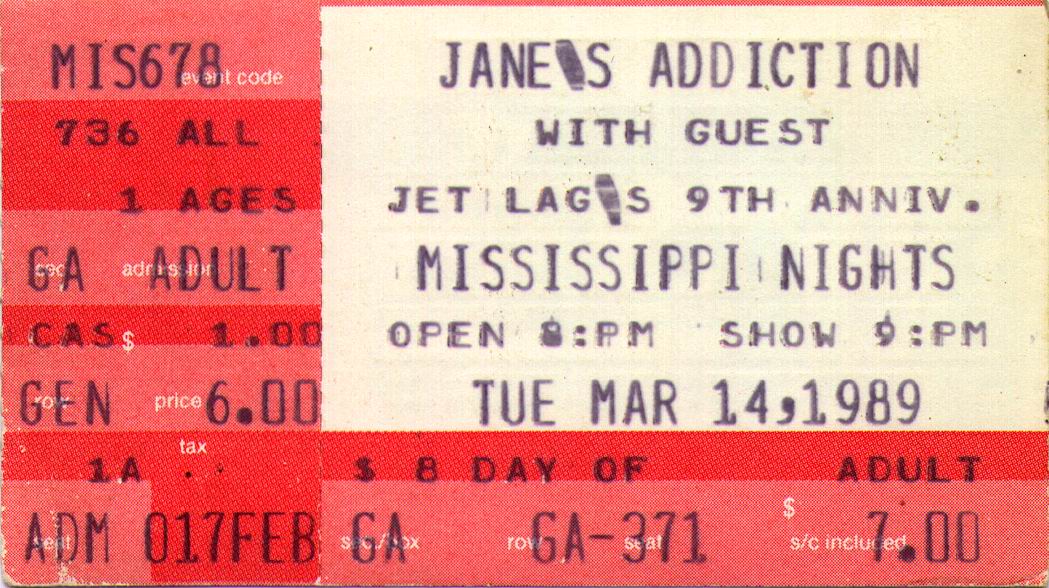 MIS678
event code
736 ALL
1 AGES
GA ADULT
sec admission
CAS $ 1.00
GEN 6.00
row price
tax
1A
ADM 017FEB
seat
JANE'S ADDICTION
WITH GUEST
JET LAG'S 9TH ANNIV.
MISSISSIPPI NIGHTS
OPEN 8:PM SHOW 9:PM
TUE MAR 14,1989
$ 8 DAY OF ADULT
GA GA-371 $ 7.00
sec/box row seat s/c included